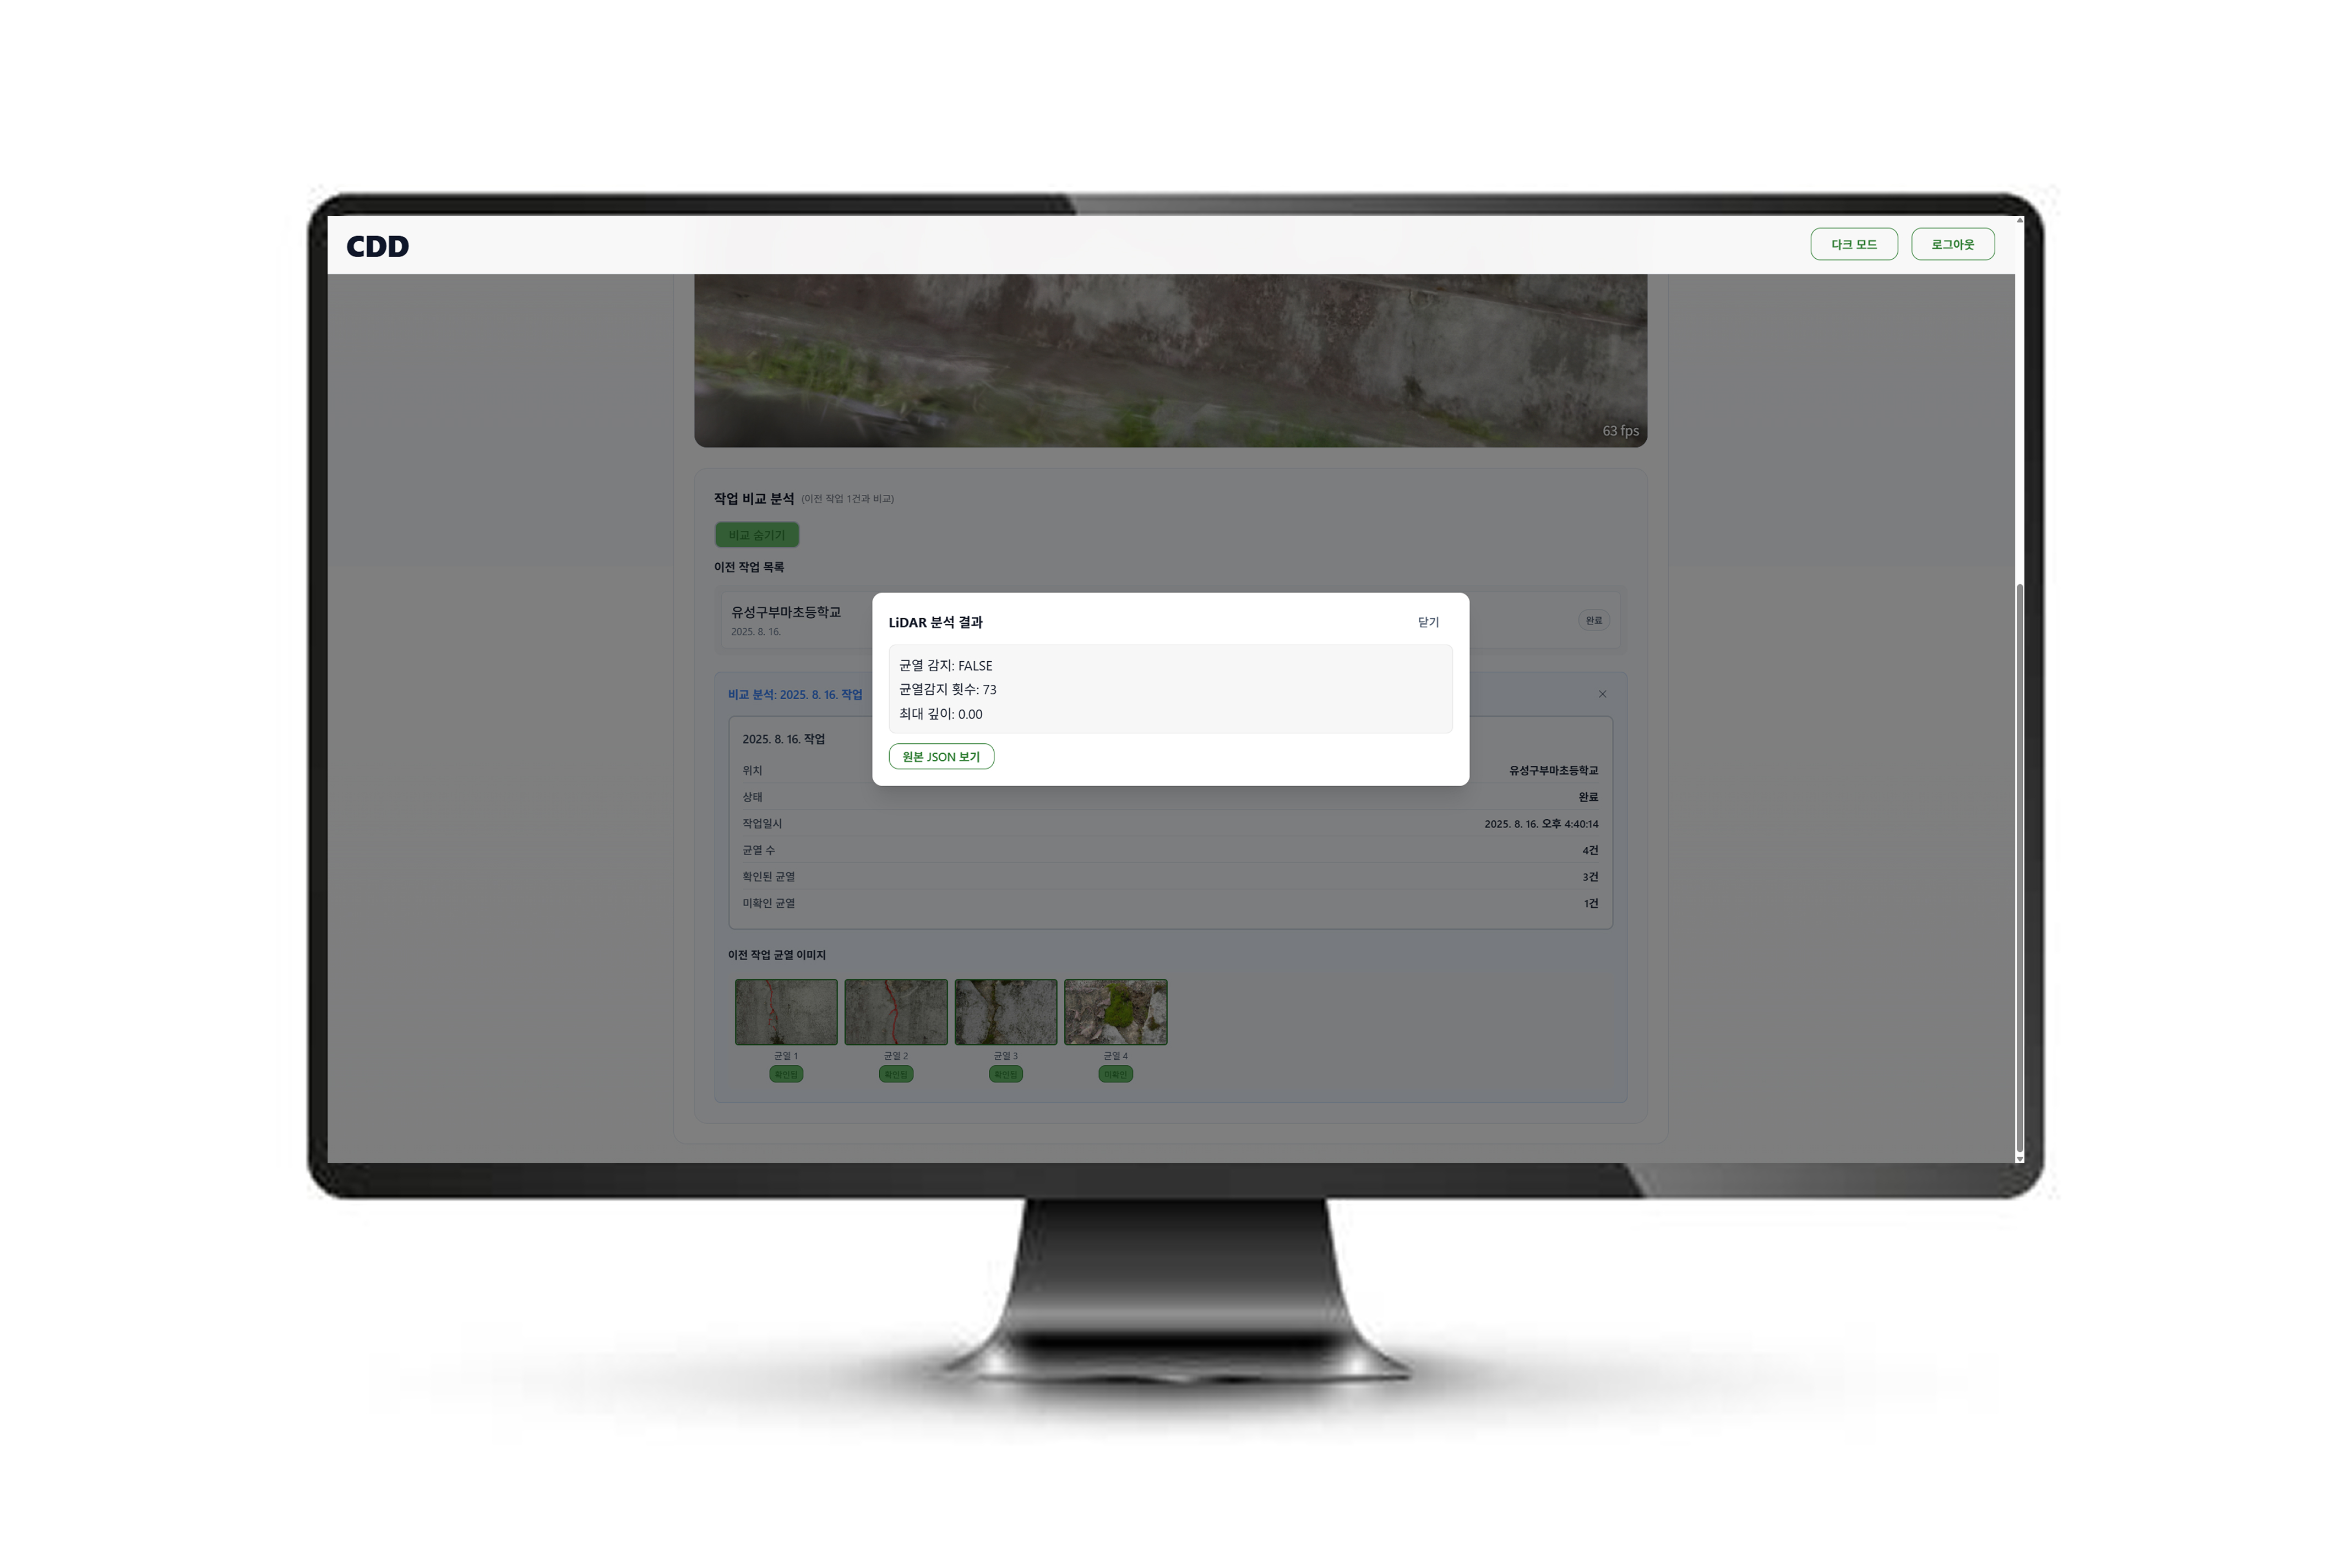 CDD
다크 모드
로그아웃
63 fps
작업 비교 분석 (이전 작업 1건과 비교)
비교 숨기기
이전 작업 목록
유성구부마초등학교
2025. 8. 16.
완료
LiDAR 분석 결과
닫기
균열 감지: FALSE
균열감지 횟수: 73
최대 깊이: 0.00
원본 JSON 보기
비교 분석: 2025. 8. 16. 작업
2025. 8. 16. 작업
위치
유성구부마초등학교
상태
완료
작업일시
2025. 8. 16. 오후 4:40:14
균열 수
4건
확인된 균열
3건
미확인 균열
1건
이전 작업 균열 이미지
균열 1
균열 2
균열 3
균열 4
확인됨
확인됨
확인됨
미확인